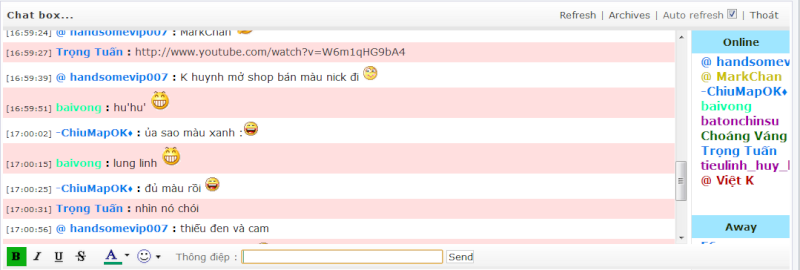 Chat box...
Refresh | Archives | Auto refresh | Thoát
[16:59:24] @ handsomevip007 : MarkChan
[16:59:27] Trọng Tuấn : http://www.youtube.com/watch?v=W6m1qHG9bA4
[16:59:39] @ handsomevip007 : K huynh mở shop bán màu nick đi
[16:59:51] baivong : hu'hu'
[17:00:02] -ChiuMapOK♦ : ủa sao màu xanh :
[17:00:15] baivong : lung linh
[17:00:25] -ChiuMapOK♦ : đủ màu rồi
[17:00:31] Trọng Tuấn : nhìn nó chói
[17:00:56] @ handsomevip007 : thiếu đen và cam
Online
@ handsomev
@ MarkChan
-ChiuMapOK♦
baivong
batonchinsu
Choáng Váng
Trọng Tuấn
tieulinh_huy_
@ Việt K
Away
B I U S A
Thông điệp :
Send